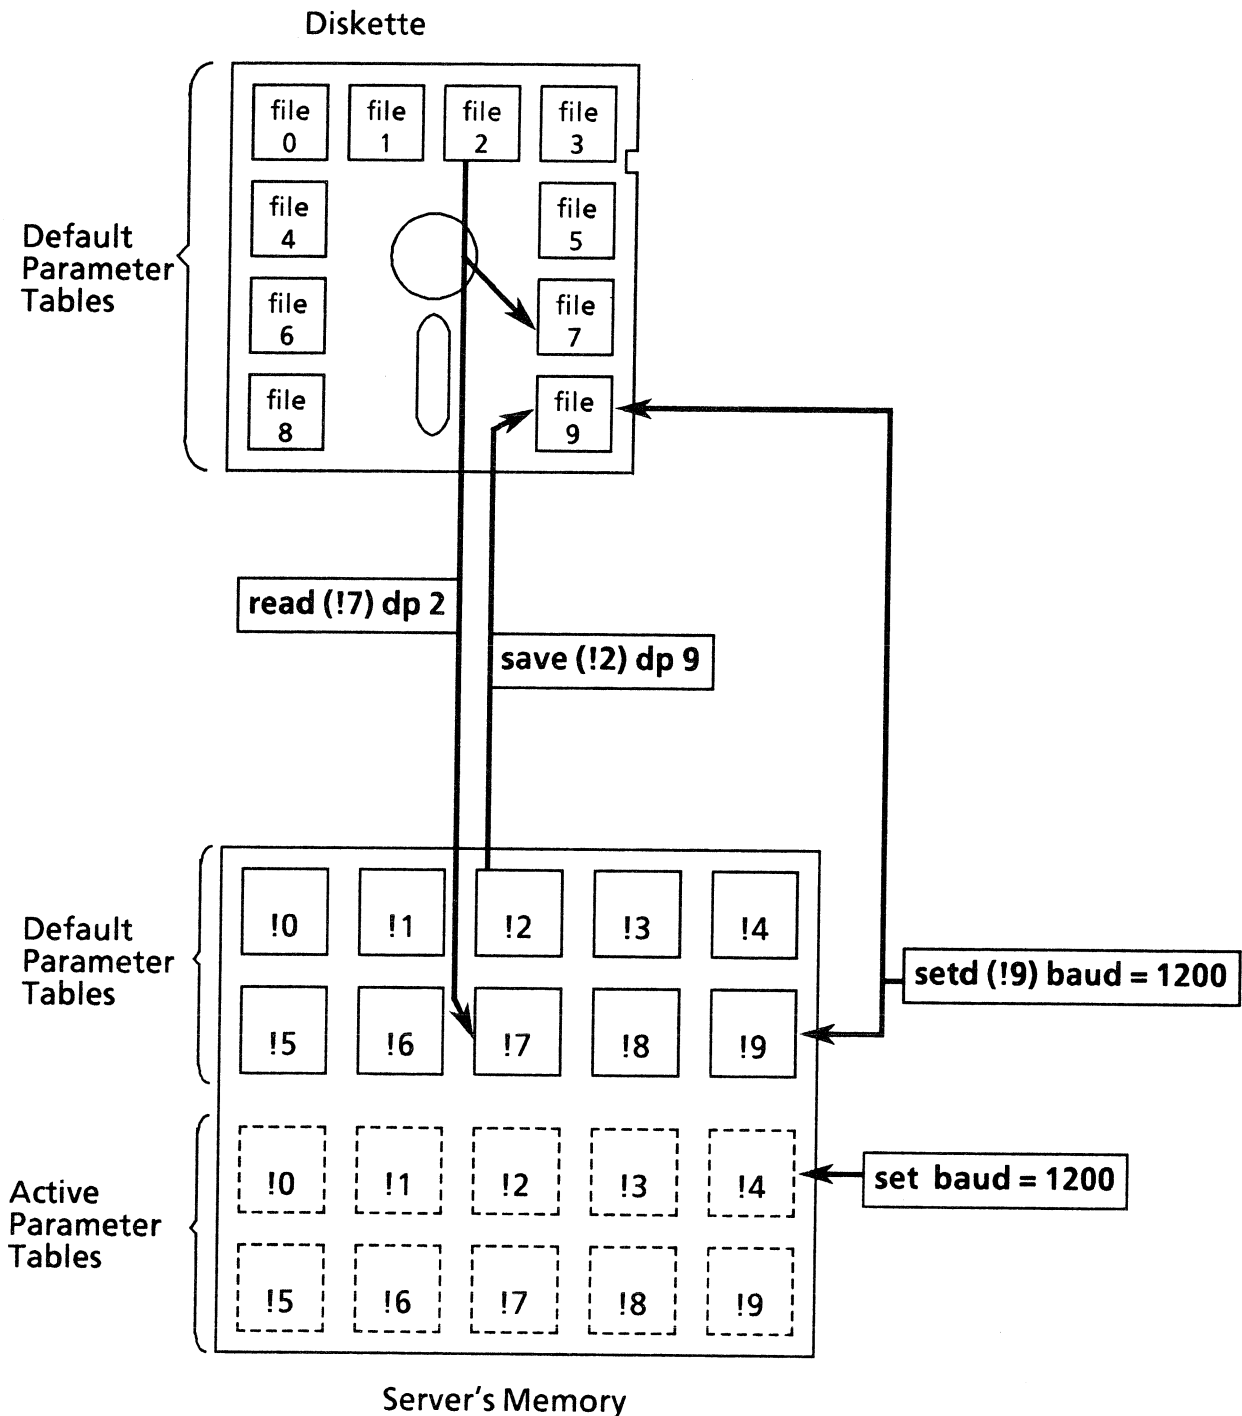 Diskette
file 0
file 1
file 2
file 3
Default
Parameter
Tables
file 4
file 5
file 6
file 7
file 8
file 9
read (!7) dp 2
save (!2) dp 9
Default
Parameter
Tables
!0
!1
!2
!3
!4
!5
!6
!7
!8
!9
setd (!9) baud = 1200
Active
Parameter
Tables
!0
!1
!2
!3
!4
set baud = 1200
!5
!6
!7
!8
!9
Server's Memory